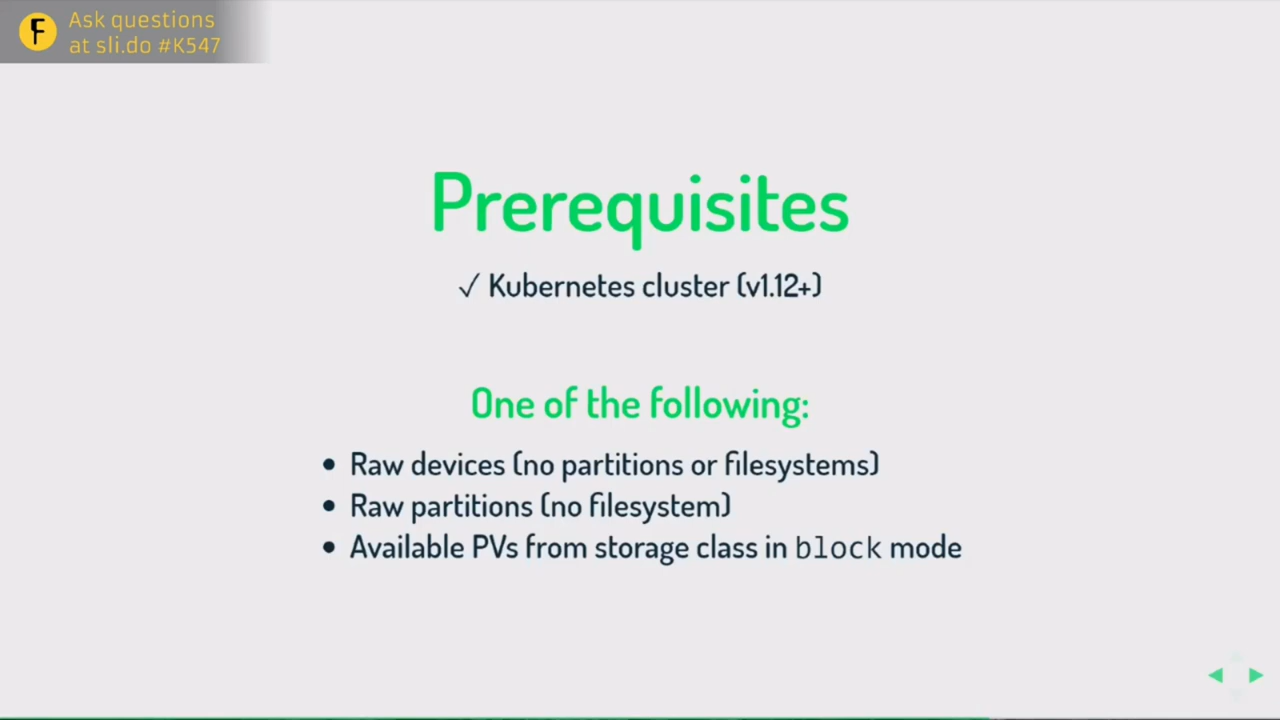 F
Ask questions
at sli.do #K547
Prerequisites
✓ Kubernetes cluster (v1.12+)
One of the following:
• Raw devices (no partitions or filesystems)
• Raw partitions (no filesystem)
• Available PVs from storage class in block mode